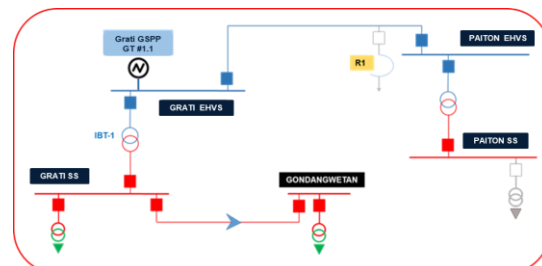 Grati GSPP
GT #1.1
PAITON EHVS
R1
GRATI EHVS
IBT-1
PAITON SS
GRATI SS
GONDANGWETAN